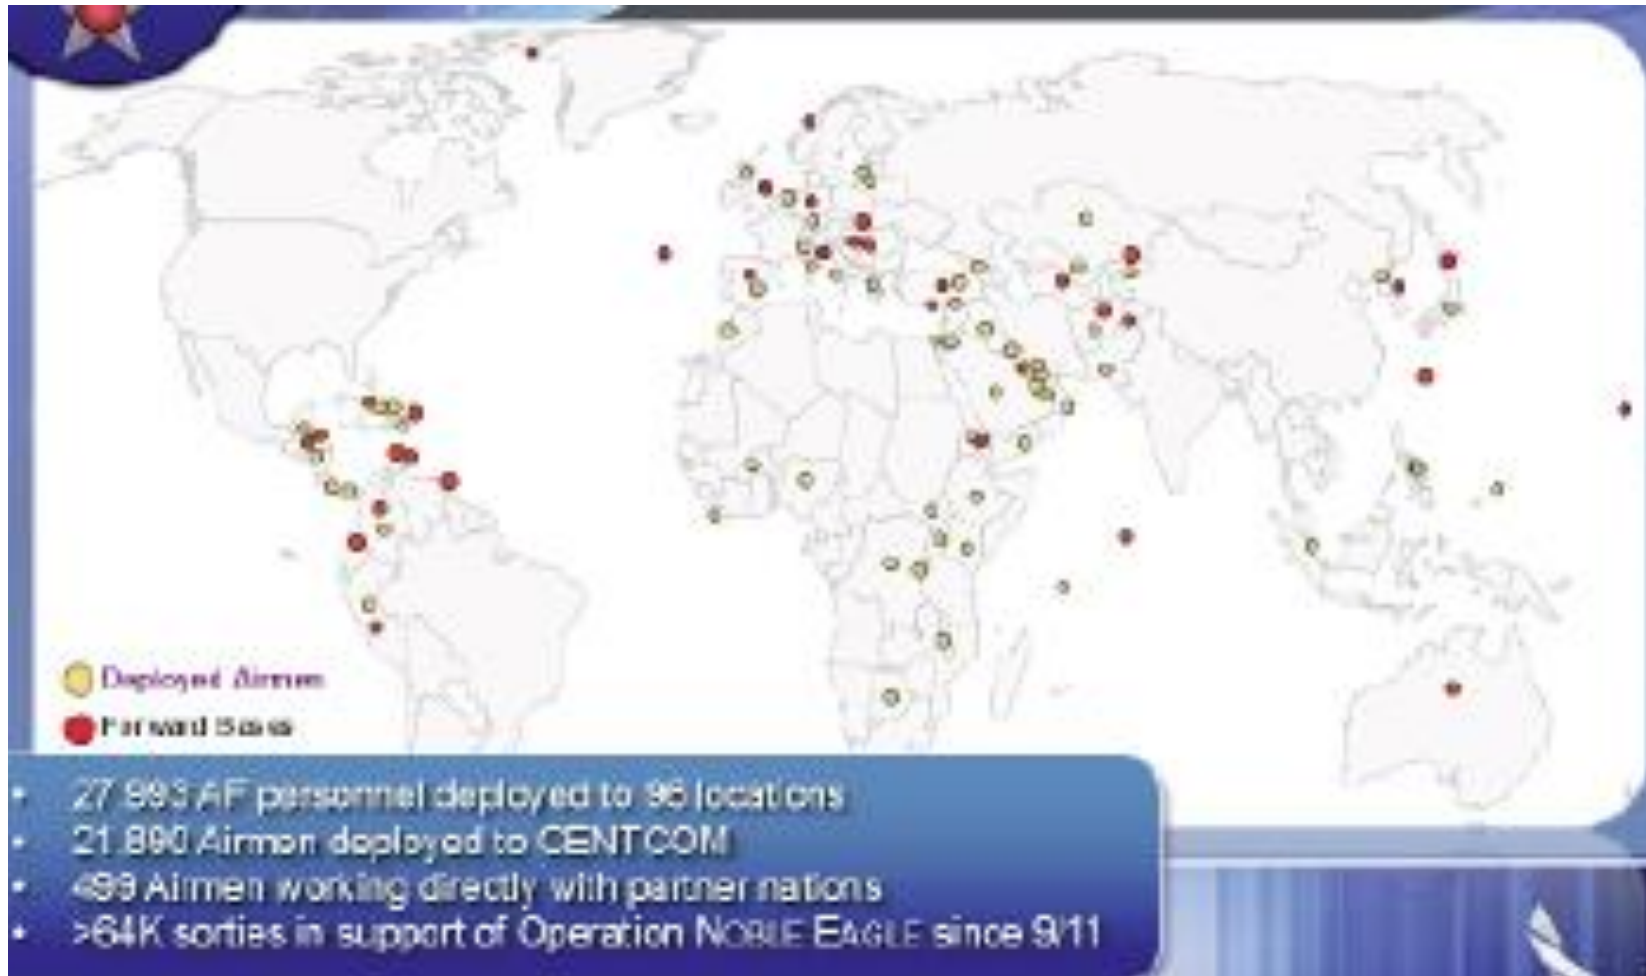 Deployed Airmen
Forward Bases
• 27,993 AF personnel deployed to 96 locations
• 21,890 Airmen deployed to CENTCOM
• 499 Airmen working directly with partner nations
• >64K sorties in support of Operation NOBLE EAGLE since 9/11